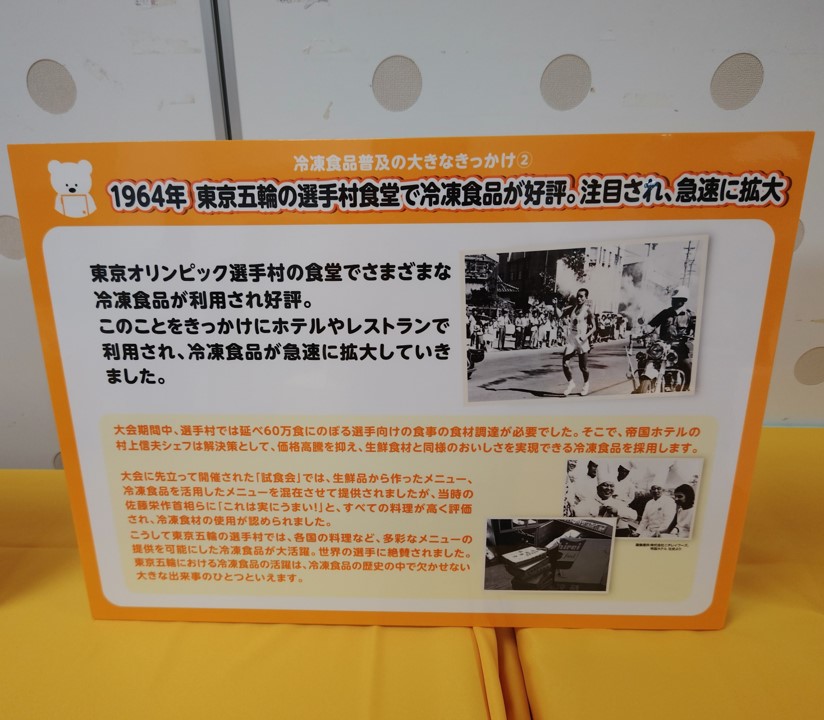 冷凍食品普及の大きなきっかけ②
1964年 東京五輪の選手村食堂で冷凍食品が好評。注目され、急速に拡大
東京オリンピック選手村の食堂でさまざまな
冷凍食品が利用され好評。
このことをきっかけにホテルやレストランで
利用され、冷凍食品が急速に拡大していき
ました。
大会期間中、選手村では延べ60万食にのぼる選手向けの食事の食材調達が必要でした。そこで、帝国ホテルの
村上信夫シェフは解決策として、価格高騰を抑え、生鮮食材と同様のおいしさを実現できる冷凍食品を採用します。
大会に先立って開催された「試食会」では、生鮮品から作ったメニュー、
冷凍食品を活用したメニューを混在させて提供されましたが、当時の
佐藤栄作首相らに「これは実にうまい!」と、すべての料理が高く評価
され、冷凍食材の使用が認められました。
こうして東京五輪の選手村では、各国の料理など、多彩なメニューの
提供を可能にした冷凍食品が大活躍。世界の選手に絶賛されました。
東京五輪における冷凍食品の活躍は、冷凍食品の歴史の中で欠かせない
大きな出来事のひとつといえます。